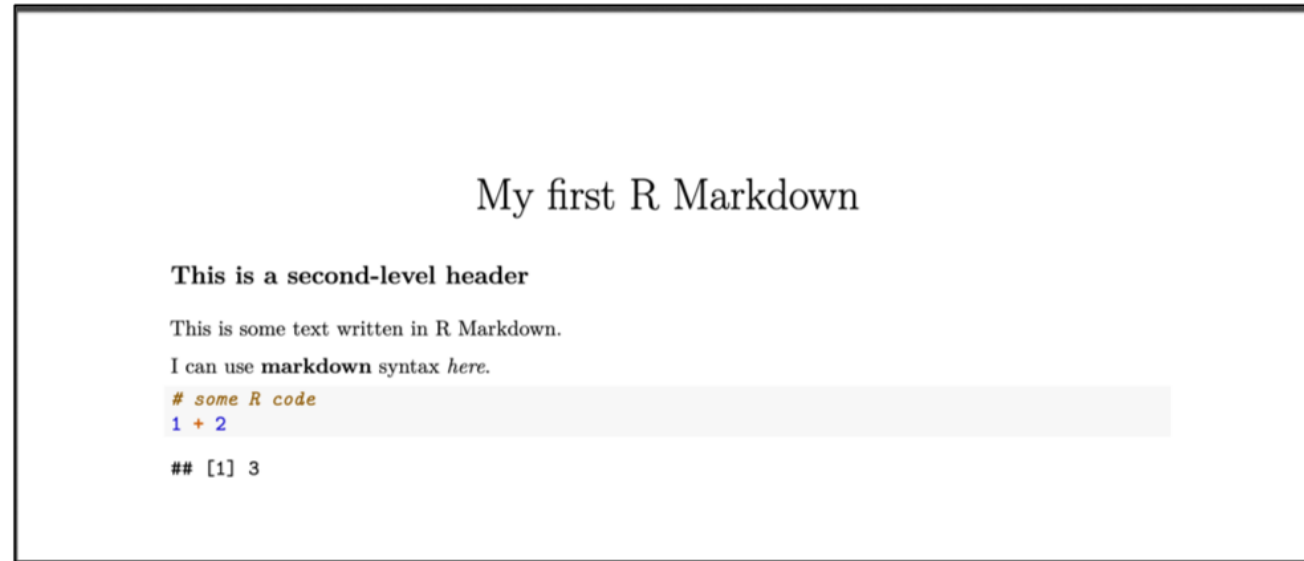 My first R Markdown
This is a second-level header
This is some text written in R Markdown.
I can use markdown syntax here.
# some R code
1 + 2
## [1] 3